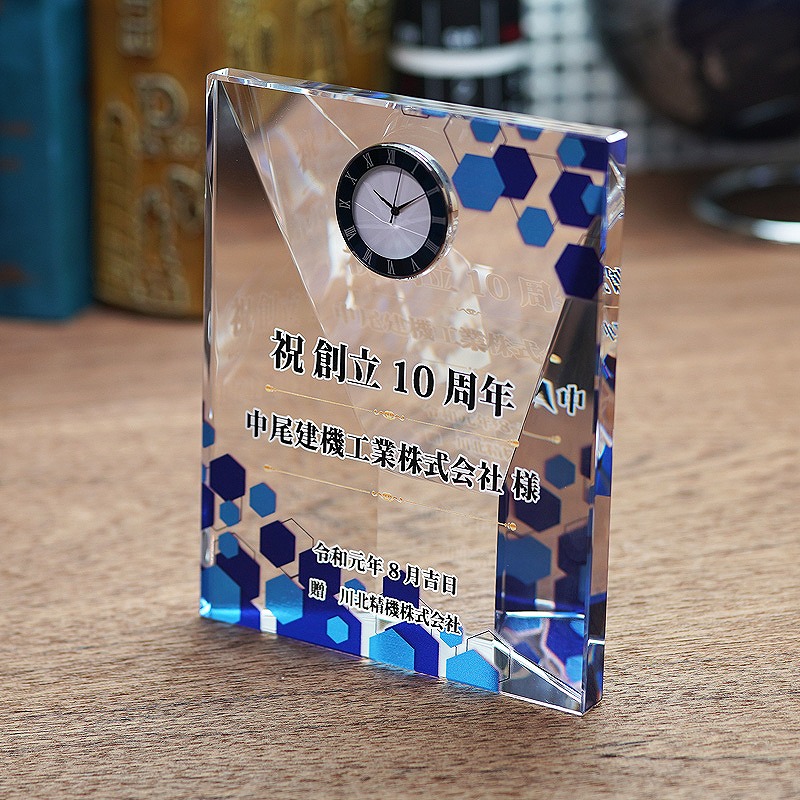 祝 創立 10 周年
中尾建機工業株式会社 様
令和元年 8 月吉日
贈 川北精機株式会社